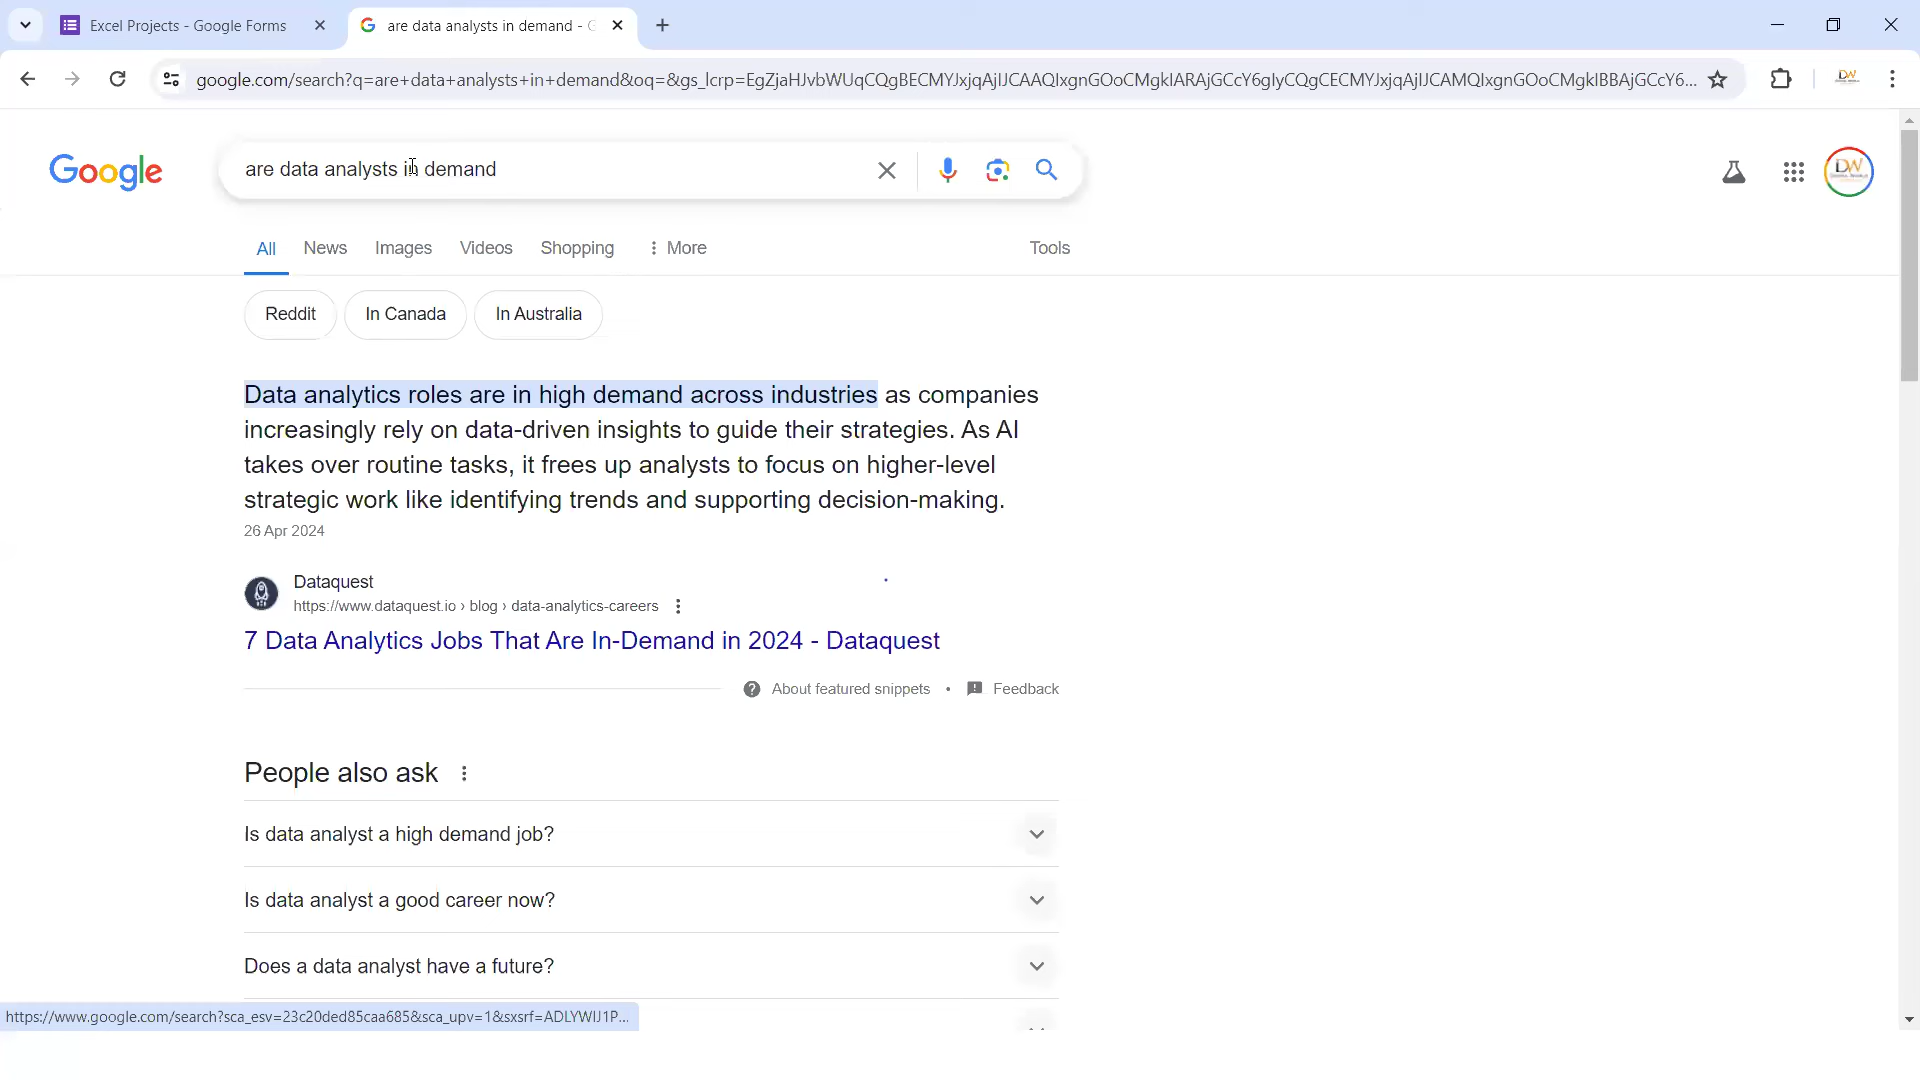 Excel Projects - Google Forms
are data analysts in demand - G
google.com/search?q=are+data+analysts+in+demand&oq=&gs_lcrp=EgZjaHJvbWUqCQgBECMYJxjqAjIJCAAQIxgnGOoCMgkIARAjGCcY6gIyCQgCECMYJxjqAjIJCAMQIxgnGOoCMgkIBBAjGCcY6...
DW
Google
are data analysts in demand
DW
All
News
Images
Videos
Shopping
More
Tools
Reddit
In Canada
In Australia
Data analytics roles are in high demand across industries as companies
increasingly rely on data-driven insights to guide their strategies. As AI
takes over routine tasks, it frees up analysts to focus on higher-level
strategic work like identifying trends and supporting decision-making.
26 Apr 2024
Dataquest
https://www.dataquest.io › blog › data-analytics-careers
7 Data Analytics Jobs That Are In-Demand in 2024 - Dataquest
About featured snippets • Feedback
People also ask
Is data analyst a high demand job?
Is data analyst a good career now?
Does a data analyst have a future?
https://www.google.com/search?sca_esv=23c20ded85caa685&sca_upv=1&sxsrf=ADLYWIJ1P...